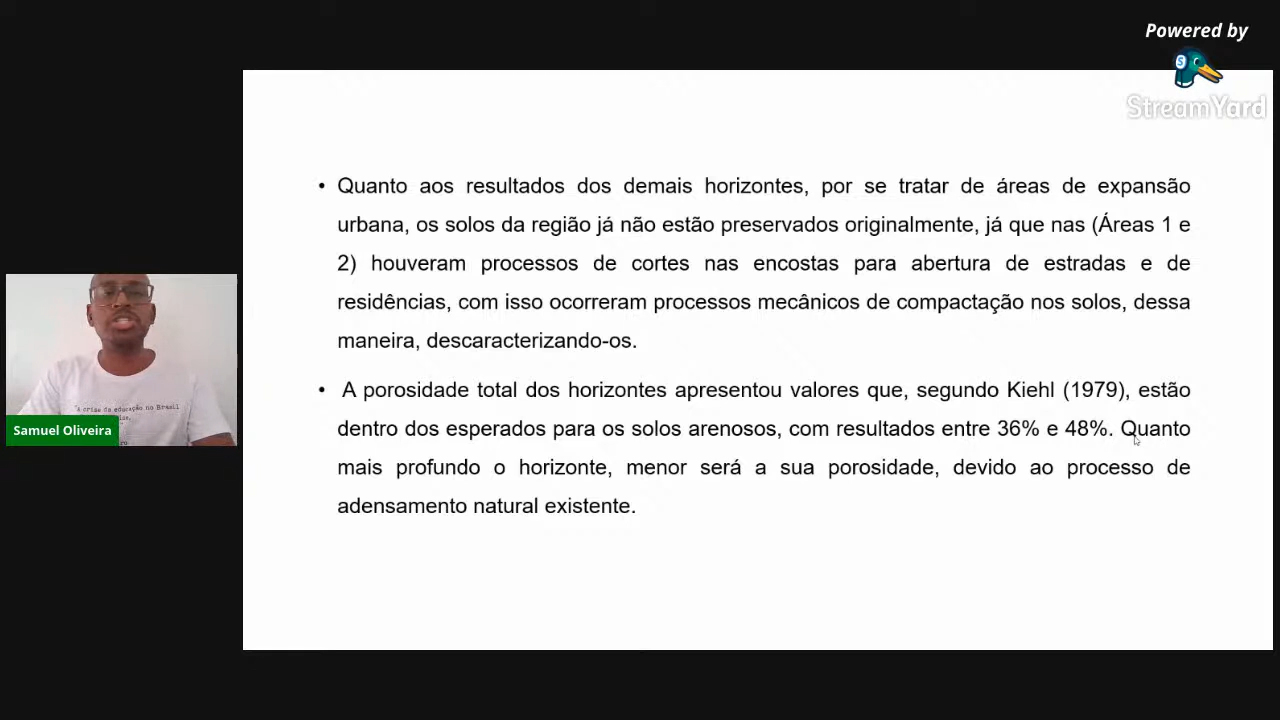 Powered by
StreamYard
• Quanto aos resultados dos demais horizontes, por se tratar de áreas de expansão
urbana, os solos da região já não estão preservados originalmente, já que nas (Áreas 1 e
2) houveram processos de cortes nas encostas para abertura de estradas e de
residências, com isso ocorreram processos mecânicos de compactação nos solos, dessa
maneira, descaracterizando-os.
• A porosidade total dos horizontes apresentou valores que, segundo Kiehl (1979), estão
dentro dos esperados para os solos arenosos, com resultados entre 36% e 48%. Quanto
mais profundo o horizonte, menor será a sua porosidade, devido ao processo de
adensamento natural existente.
"A crise da educação no Brasil
Samuel Oliveira